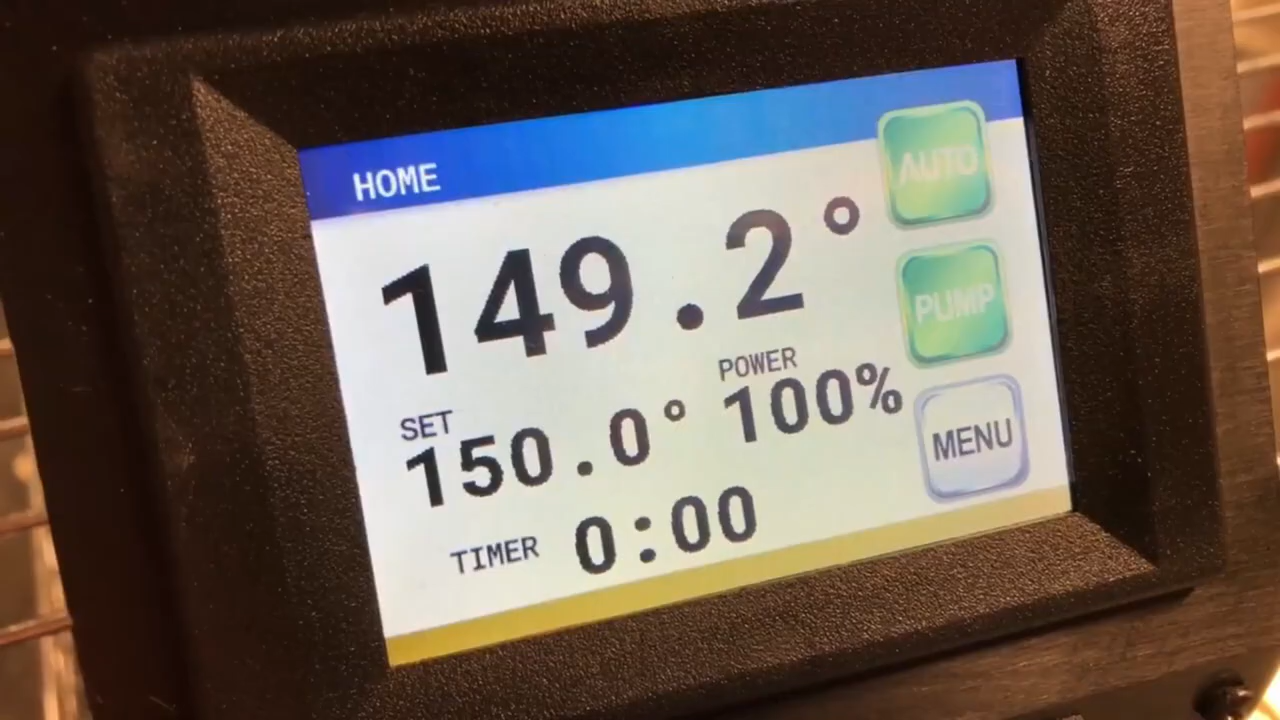 HOME
AUTO
149.2°
PUMP
POWER
100%
SET
150.0°
MENU
TIMER 0:00